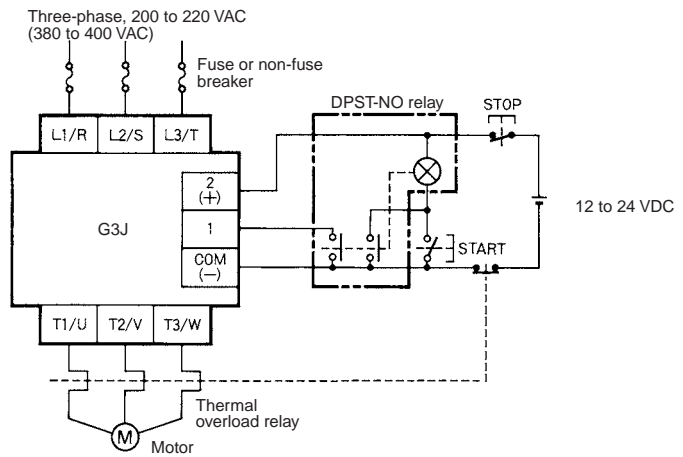 Three-phase, 200 to 220 VAC
(380 to 400 VAC)
Fuse or non-fuse
breaker
DPST-NO relay
STOP
L1/R
L2/S
L3/T
2
(+)
12 to 24 VDC
G3J
1
START
COM
(−)
T1/U
T2/V
T3/W
Thermal
overload relay
M
Motor